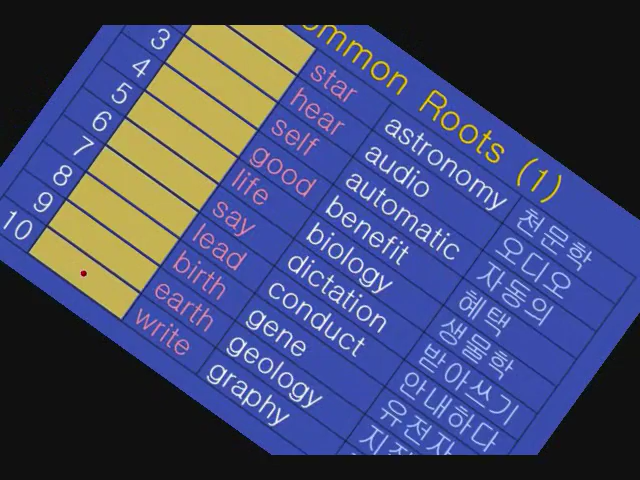 ommon Roots (1)
star astronomy 천문학
hear audio 오디오
3 self automatic 자동의
4 good benefit 혜택
5 life biology 생물학
6 say dictation 받아쓰기
7 lead conduct 안내하다
8 birth gene 유전자
9 earth geology
10 write graphy